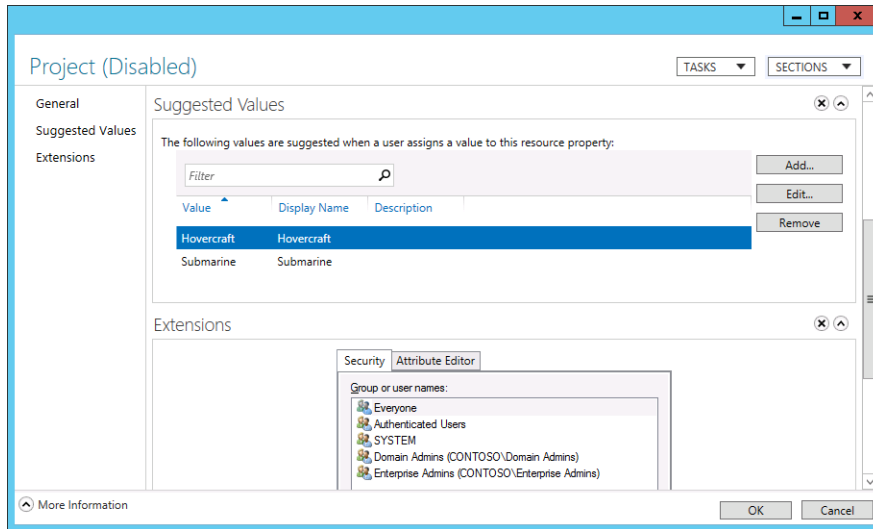 Project (Disabled)
TASKS
SECTIONS
General
Suggested Values
Extensions
Suggested Values
The following values are suggested when a user assigns a value to this resource property:
Filter
Value Display Name Description
Hovercraft Hovercraft
Submarine Submarine
Add...
Edit...
Remove
Extensions
Security Attribute Editor
Group or user names:
Everyone
Authenticated Users
SYSTEM
Domain Admins (CONTOSO\Domain Admins)
Enterprise Admins (CONTOSO\Enterprise Admins)
More Information
OK Cancel